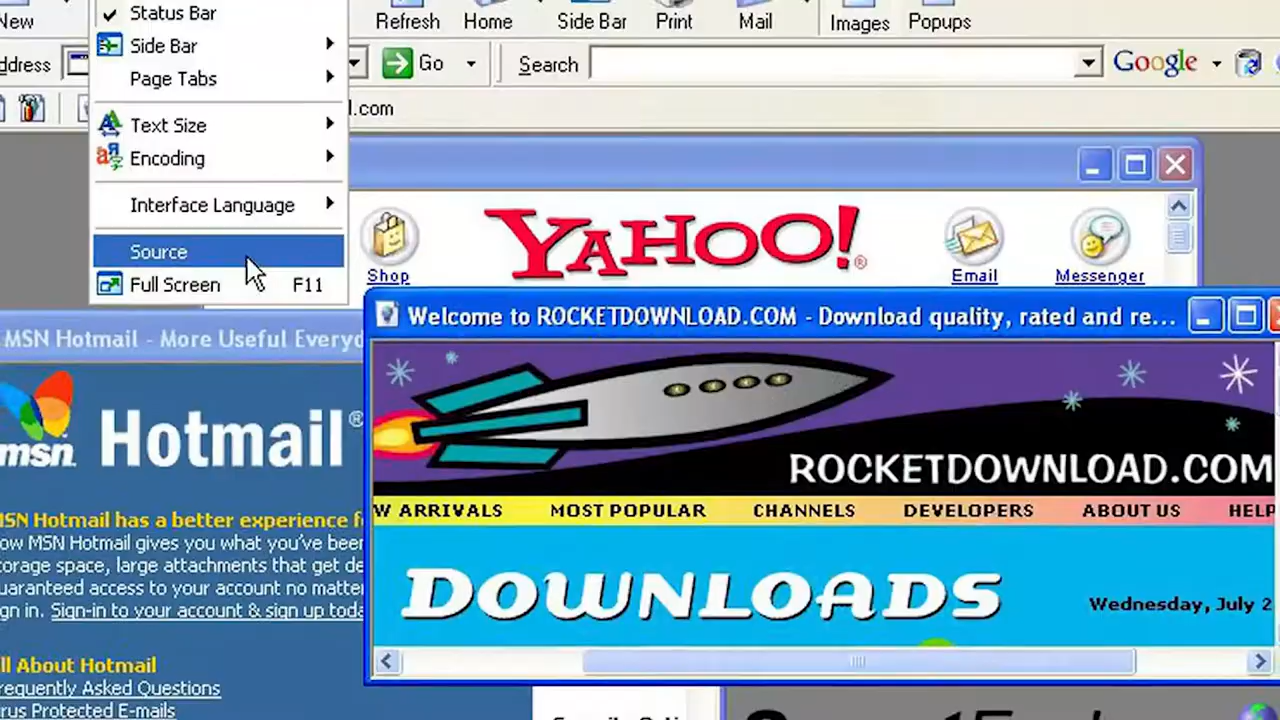 New
Status Bar
Refresh
Home
Side Bar
Print
Mail
Images
Popups
Side Bar
Address
Go
Search
Google
Page Tabs
l.com
Text Size
Encoding
Interface Language
Source
Full Screen F11
YAHOO!®
Shop
Email
Messenger
Welcome to ROCKETDOWNLOAD.COM - Download quality, rated and re...
ROCKETDOWNLOAD.COM
W ARRIVALS
MOST POPULAR
CHANNELS
DEVELOPERS
ABOUT US
HELP
DOWNLOADS
Wednesday, July 2
MSN Hotmail - More Useful Everyd
msn
Hotmail®
MSN Hotmail has a better experience f
ow MSN Hotmail gives you what you've been
torage space, large attachments that get de
uaranteed access to your account no matter
ign in. Sign-in to your account & sign up toda
ll About Hotmail
requently Asked Questions
irus Protected E-mails